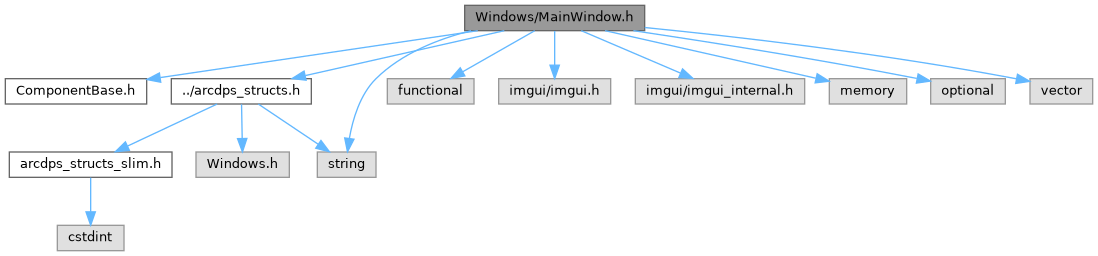 Windows/MainWindow.h
ComponentBase.h
../arcdps_structs.h
functional
imgui/imgui.h
imgui/imgui_internal.h
memory
optional
vector
arcdps_structs_slim.h
Windows.h
string
cstdint